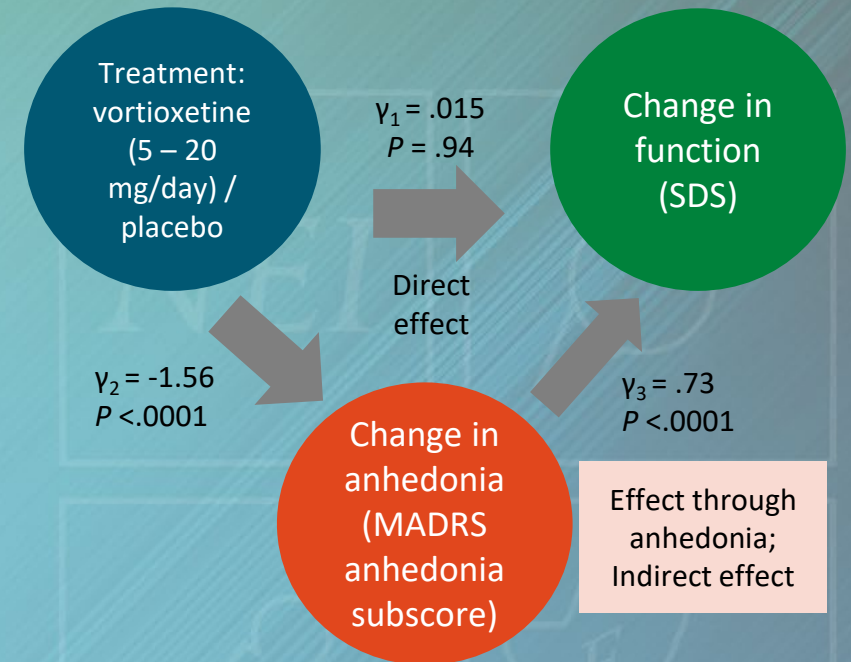 Treatment:
vortioxetine
(5 – 20
mg/day) /
placebo
γ₁ = .015
P = .94
Change in
function
(SDS)
Direct
effect
γ₂ = -1.56
P <.0001
γ₃ = .73
P <.0001
Change in
anhedonia
(MADRS
anhedonia
subscore)
Effect through
anhedonia;
Indirect effect
NEI